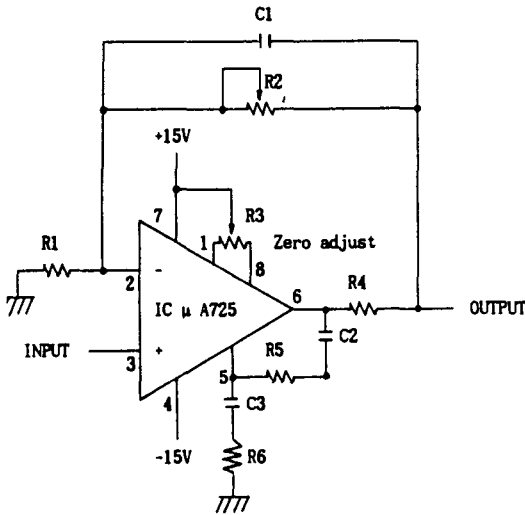 C1
R2
+15V
7
R3
1
Zero adjust
R1
8
2
-
6
R4
IC μ A725
OUTPUT
C2
INPUT
+
R5
3
5
4
C3
-15V
R6